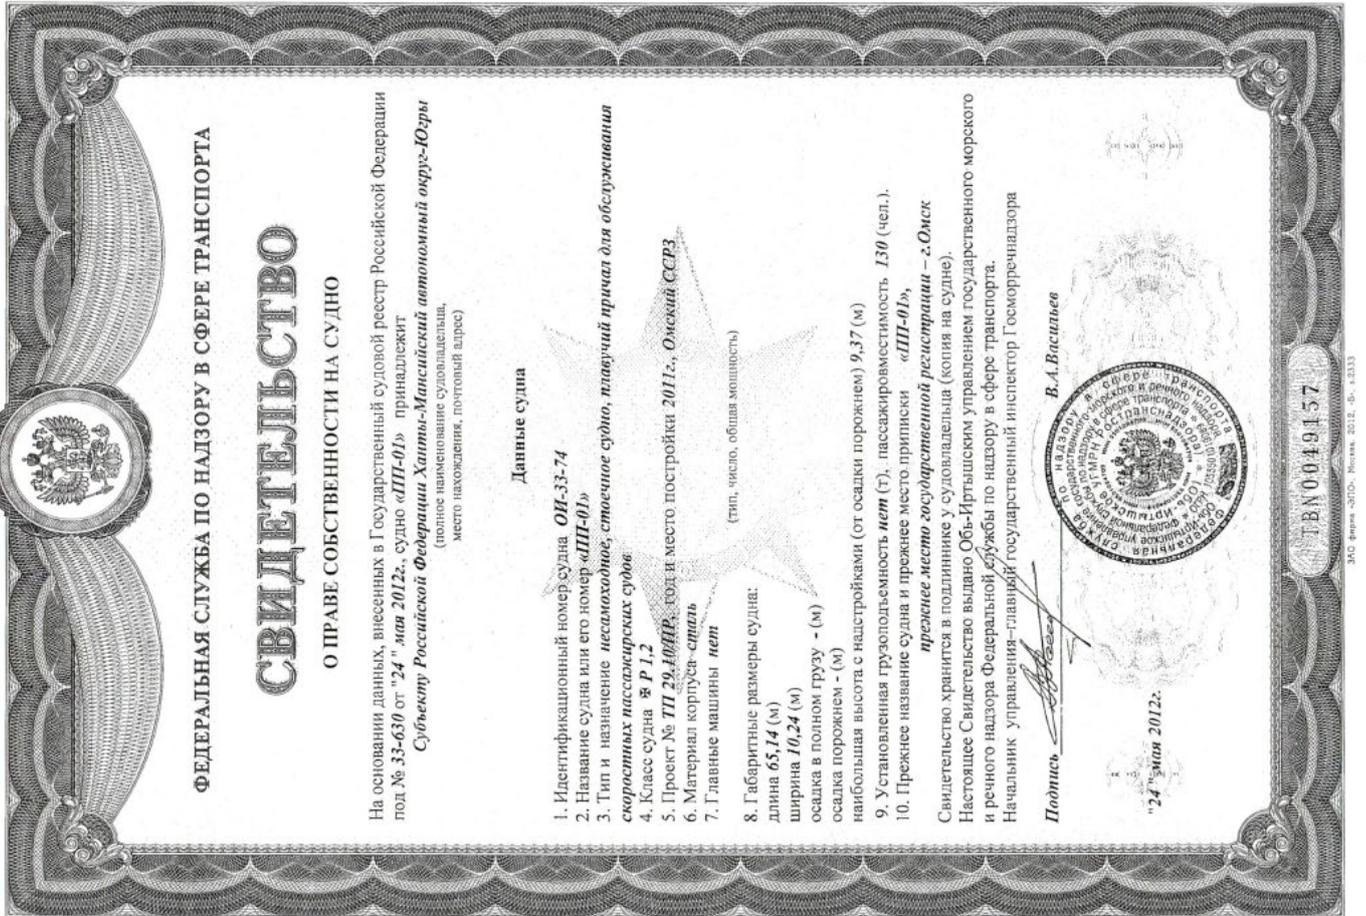 ФЕДЕРАЛЬНАЯ СЛУЖБА ПО НАДЗОРУ В СФЕРЕ ТРАНСПОРТА
СВИДЕТЕЛЬСТВО
О ПРАВЕ СОБСТВЕННОСТИ НА СУДНО
На основании данных, внесенных в Государственный судовой реестр Российской Федерации
под № 33-630 от "24 " мая 2012г., судно «ПП-01» принадлежит
Субъекту Российской Федерации Ханты-Мансийский автономный округ-Югры
(полное наименование судовладельца,
место нахождения, почтовый адрес)
Данные судна
1. Идентификационный номер судна ОИ-33-74
2. Название судна или его номер «ПП-01»
3. Тип и назначение несамоходное, стоечное судно, плавучий причал для обслуживания
скоростных пассажирских судов
4. Класс судна ✠ Р 1,2
5. Проект № ТП 29.10/ПР, год и место постройки 2011г., Омский ССРЗ
6. Материал корпуса сталь
7. Главные машины нет
(тип, число, общая мощность)
8. Габаритные размеры судна:
длина 65,14 (м)
ширина 10,24 (м)
осадка в полном грузу - (м)
осадка порожнем - (м)
наибольшая высота с надстройками (от осадки порожнем) 9,37 (м)
9. Установленная грузоподъемность нет (т), пассажировместимость 130 (чел.).
10. Прежнее название судна и прежнее место приписки «ПП-01»,
прежнее место государственной регистрации – г.Омск
Свидетельство хранится в подлиннике у судовладельца (копия на судне).
Настоящее Свидетельство выдано Обь-Иртышским управлением государственного морского
и речного надзора Федеральной службы по надзору в сфере транспорта.
Начальник управления–главный государственный инспектор Госморречнадзора
Подпись В.А.Васильев
"24 " мая 2012г.
ТВN 0049157
ЗАО фирма «ЭПО», Москва, 2012, «Б», з.5333